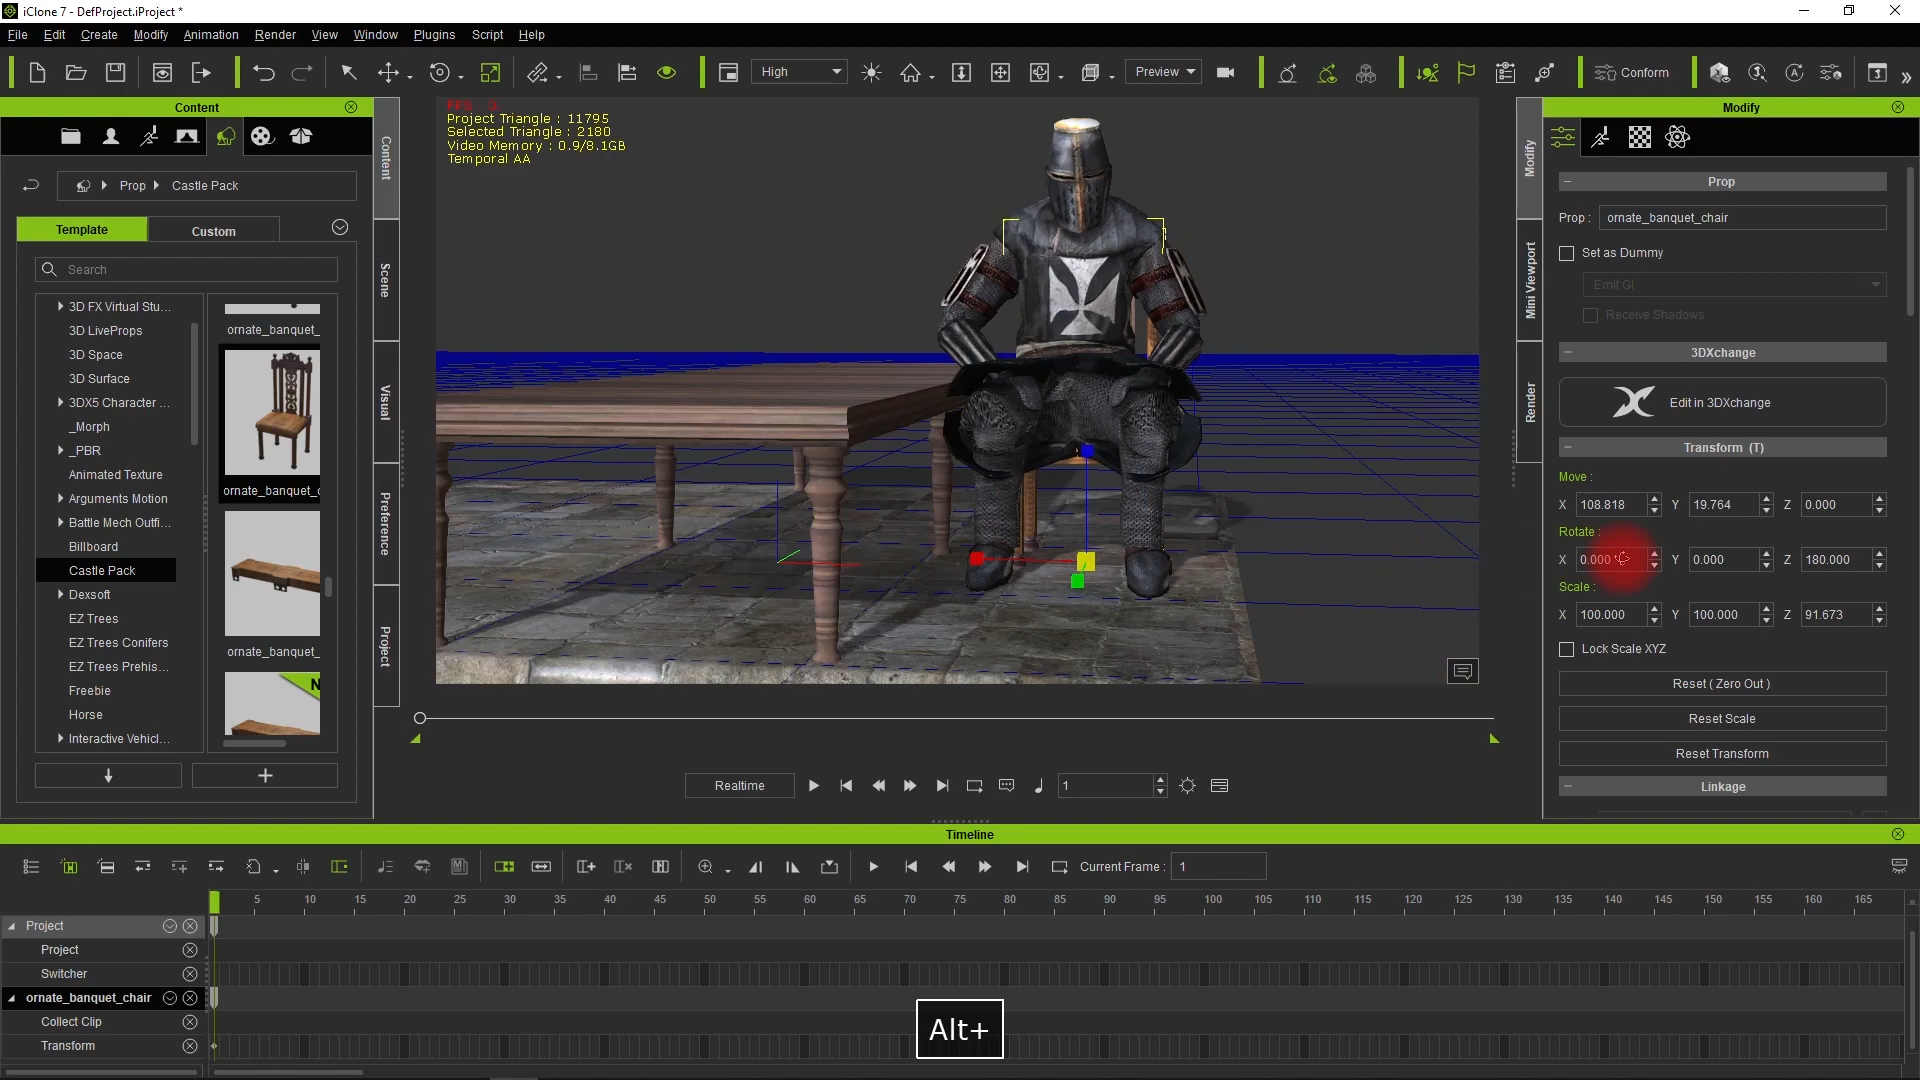 iClone 7 - DefProject.iProject *
File Edit Create Modify Animation Render View Window Plugins Script Help
High
Preview
Conform
Content
Modify
Prop Castle Pack
Template
Custom
Search
3D FX Virtual Stu...
3D LiveProps
3D Space
3D Surface
3DX5 Character ...
_Morph
_PBR
Animated Texture
Arguments Motion
Battle Mech Outfi...
Billboard
Castle Pack
Dexsoft
EZ Trees
EZ Trees Conifers
EZ Trees Prehis...
Freebie
Horse
Interactive Vehicl...
ornate_banquet_
ornate_banquet_c
ornate_banquet_
N
Content
Scene
Visual
Preference
Project
FPS : 0.
Project Triangle : 11795
Selected Triangle : 2180
Video Memory : 0.9/8.1GB
Temporal AA
Modify
Mini Viewport
Render
Prop
Prop : ornate_banquet_chair
Set as Dummy
Emit GI
Receive Shadows
3DXchange
Edit in 3DXchange
Transform (T)
Move :
X 108.818 Y 19.764 Z 0.000
Rotate :
X 0.000 Y 0.000 Z 180.000
Scale :
X 100.000 Y 100.000 Z 91.673
Lock Scale XYZ
Reset ( Zero Out )
Reset Scale
Reset Transform
Linkage
Realtime
1
Timeline
Current Frame : 1
5 10 15 20 25 30 35 40 45 50 55 60 65 70 75 80 85 90 95 100 105 110 115 120 125 130 135 140 145 150 155 160 165
Project
Project
Switcher
ornate_banquet_chair
Collect Clip
Transform
Alt+